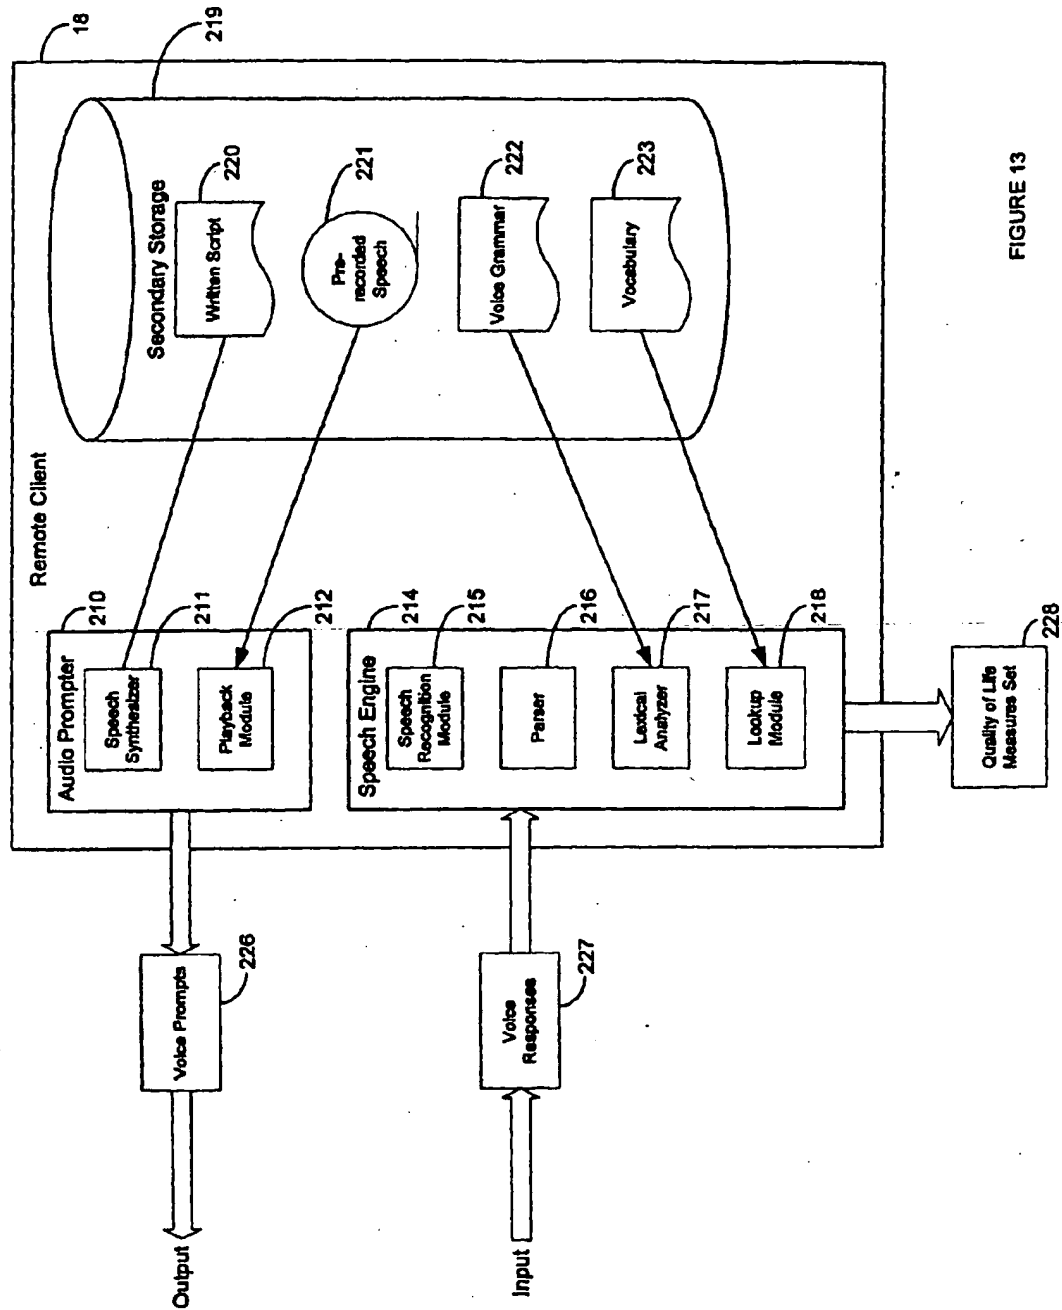 18
Remote Client
219
Secondary Storage
210
Audio Prompter
211
Speech
Synthesizer
220
Written Script
212
Playback
Module
221
Pre-
recorded
Speech
226
Voice Prompts
Output
214
Speech Engine
215
Speech
Recognition
Module
216
Parser
222
Voice Grammar
217
Lexical
Analyzer
223
Vocabulary
218
Lookup
Module
227
Voice
Responses
Input
228
Quality of Life
Measures Set
FIGURE 13